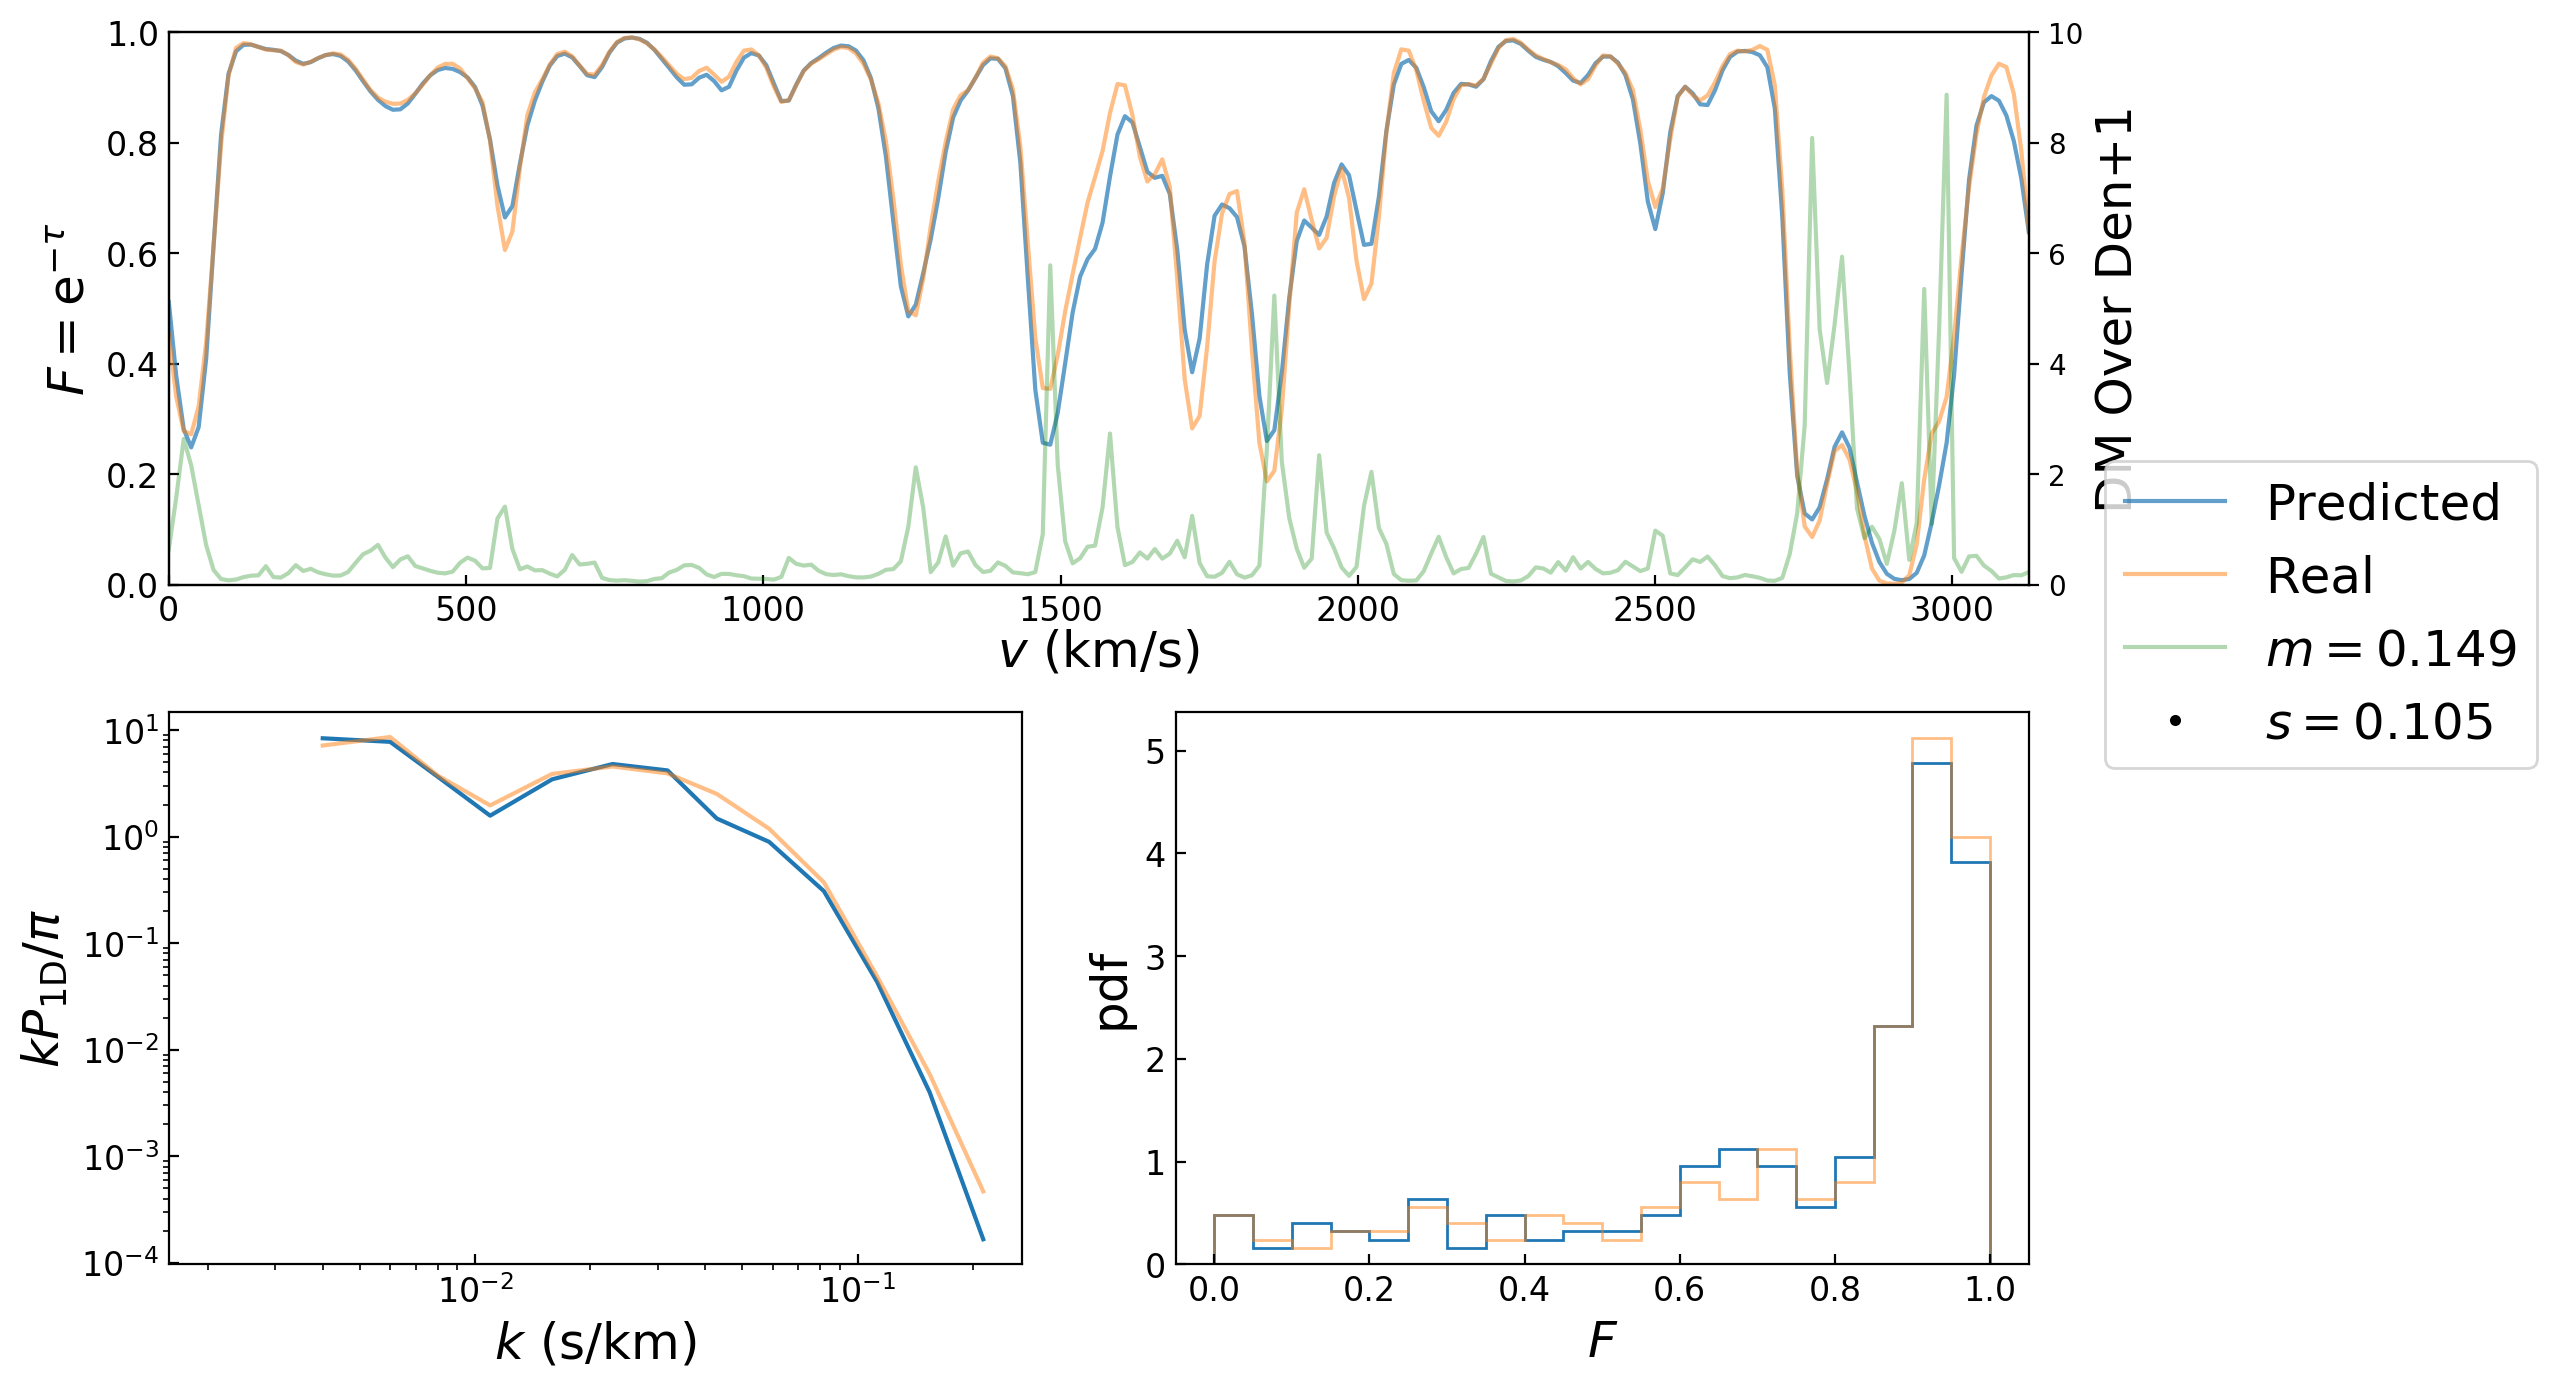 1.0
0.8
0.6
0.4
0.2
0.0
F = e^{−τ}
10
8
6
4
2
0
DM Over Den+1
0 500 1000 1500 2000 2500 3000
v (km/s)
Predicted
Real
m = 0.149
s = 0.105
10^1
10^0
10^{−1}
10^{−2}
10^{−3}
10^{−4}
kP_{1D}/π
10^{−2} 10^{−1}
k (s/km)
5
4
3
2
1
0
pdf
0.0 0.2 0.4 0.6 0.8 1.0
F